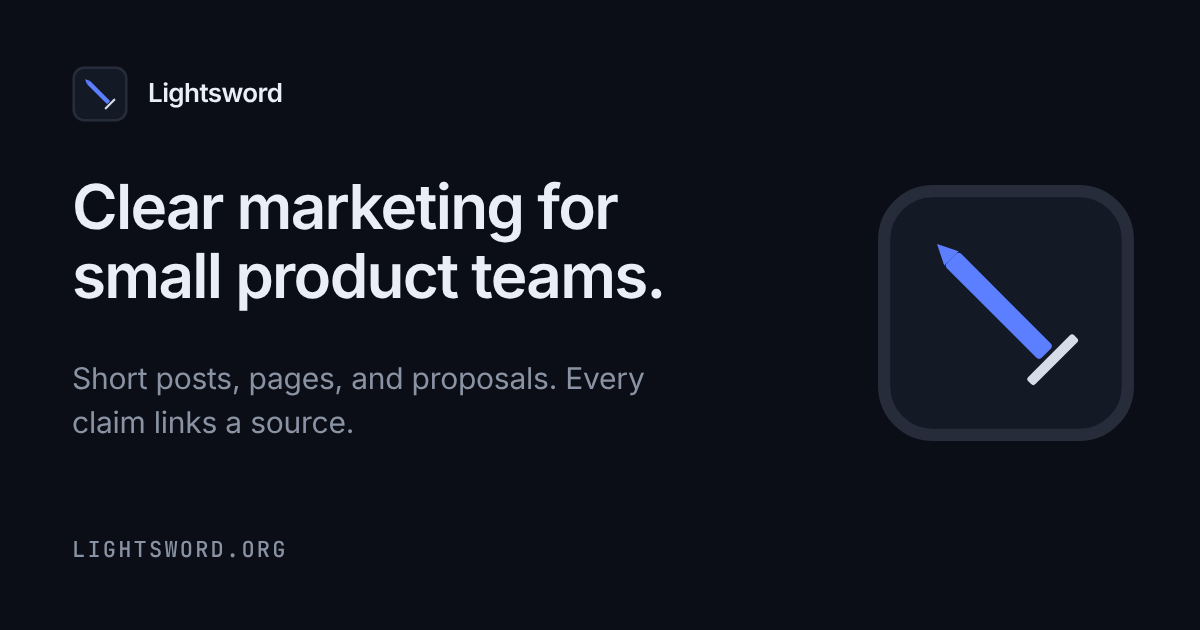 Lightsword
Clear marketing for
small product teams.
Short posts, pages, and proposals. Every
claim links a source.
LIGHTSWORD.ORG